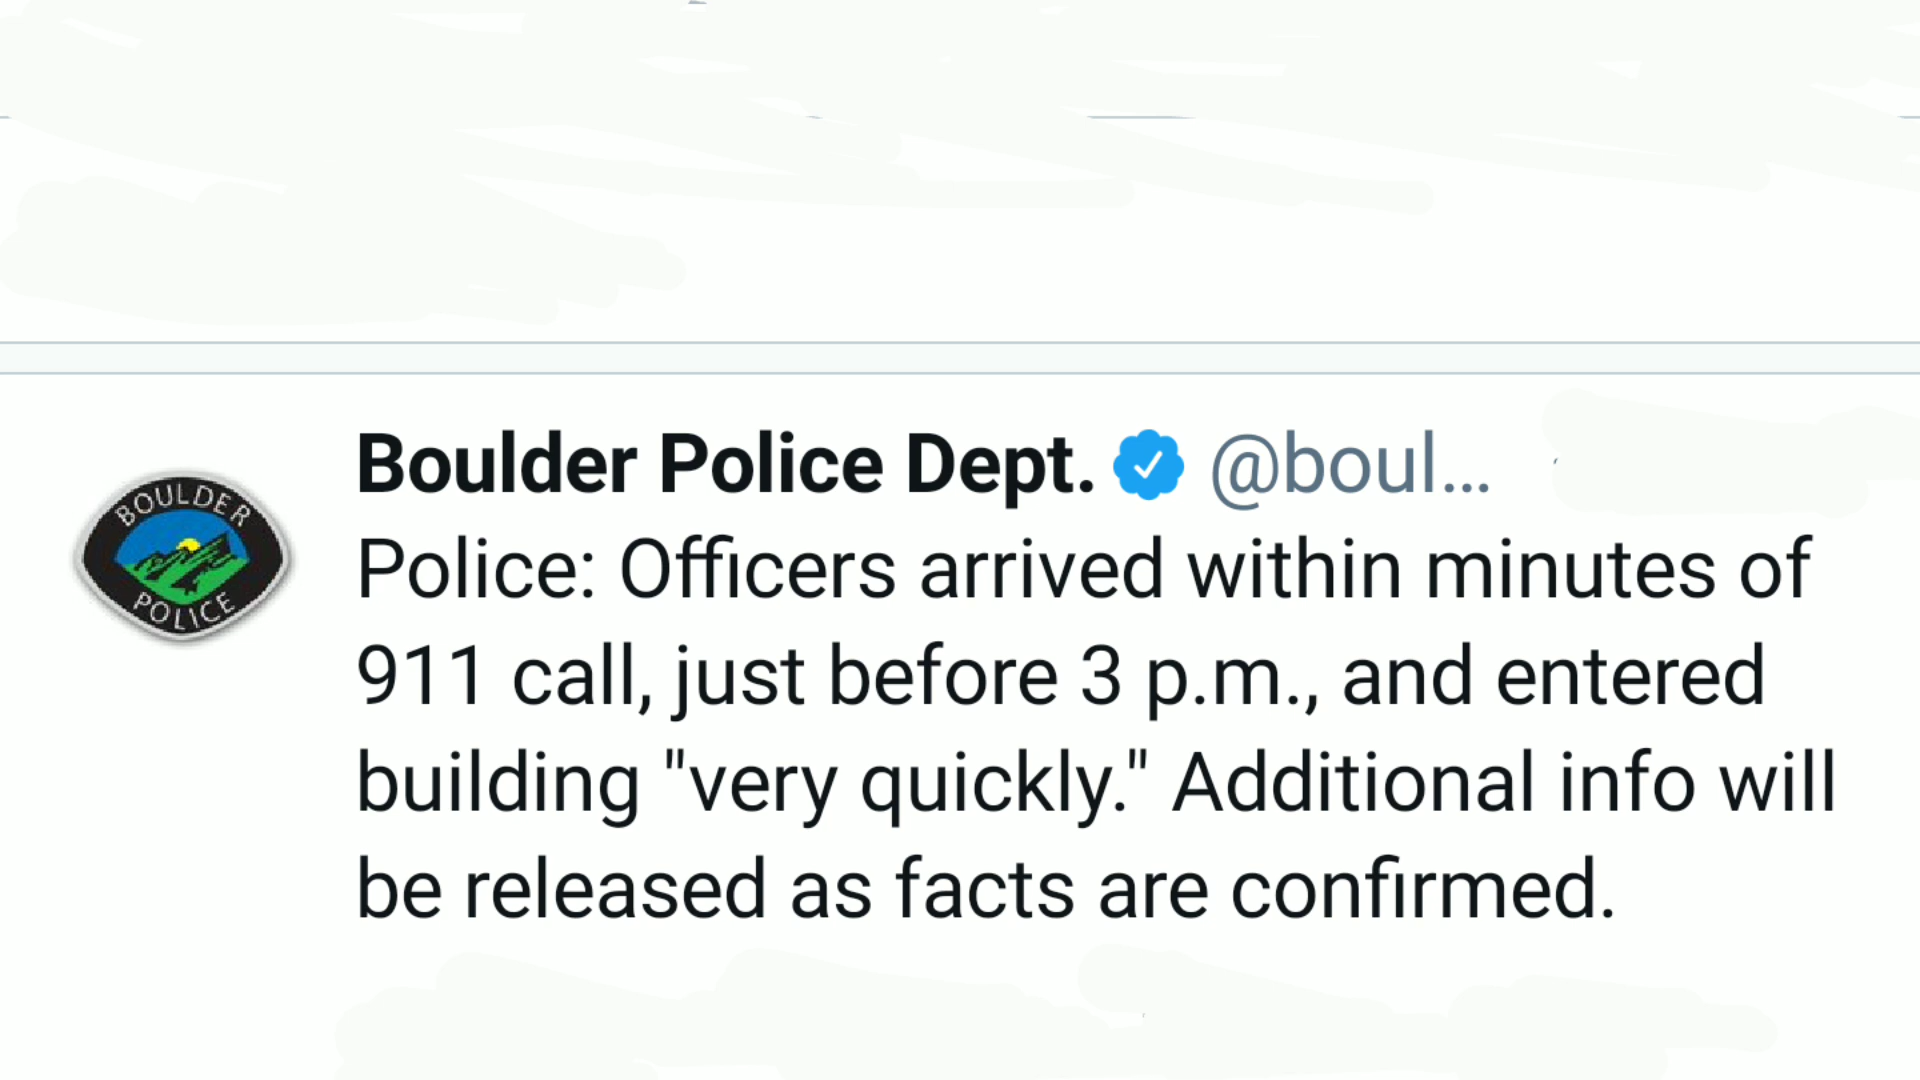 BOULDER
POLICE
Boulder Police Dept. @boul...
Police: Officers arrived within minutes of
911 call, just before 3 p.m., and entered
building "very quickly." Additional info will
be released as facts are confirmed.